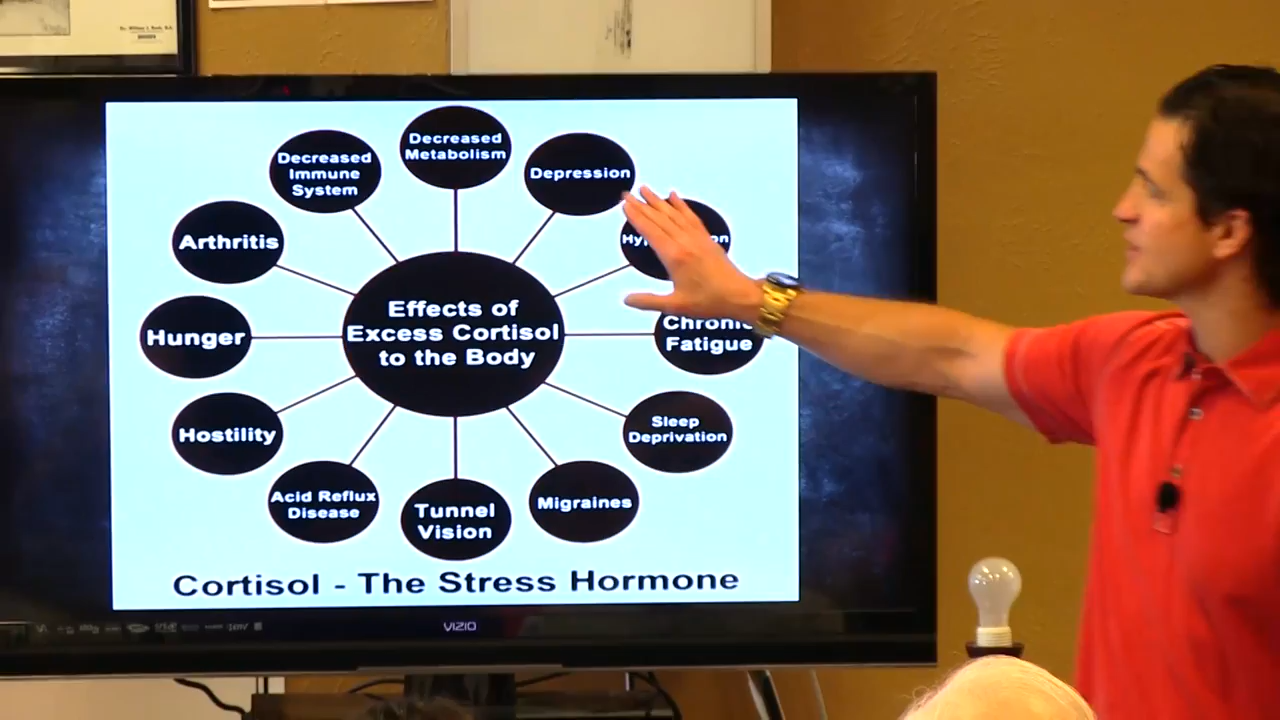 Decreased
Metabolism
Decreased
Immune
System
Depression
Arthritis
Hunger
Effects of
Excess Cortisol
to the Body
Chronic
Fatigue
Hostility
Sleep
Deprivation
Acid Reflux
Disease
Tunnel
Vision
Migraines
Cortisol - The Stress Hormone
VIZIO